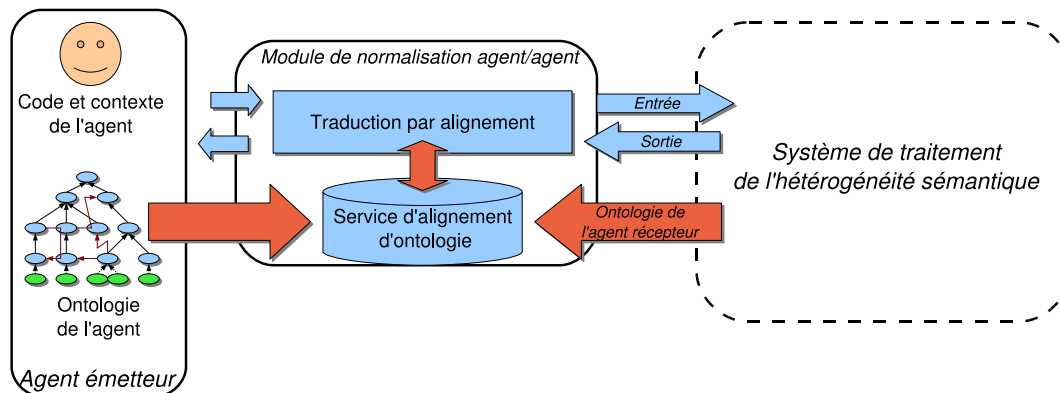 Code et contexte
de l'agent
Ontologie
de l'agent
Agent émetteur
Module de normalisation agent/agent
Traduction par alignement
Service d'alignement
d'ontologie
Entrée
Sortie
Ontologie de
l'agent récepteur
Système de traitement
de l'hétérogénéité sémantique